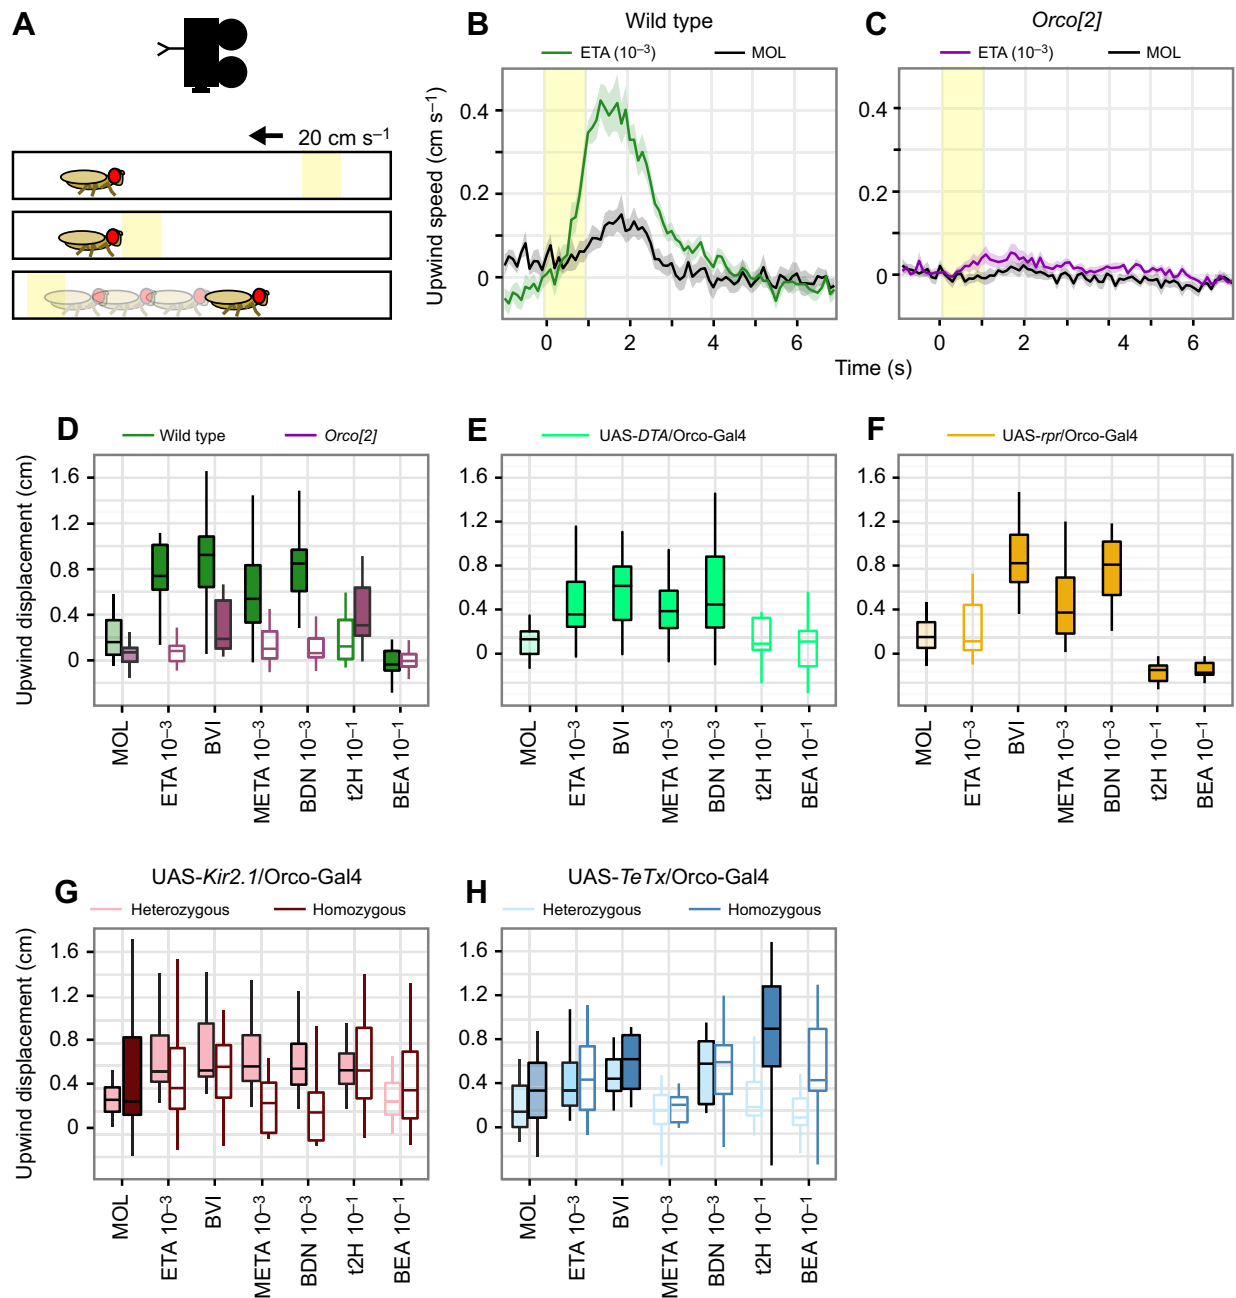 A
20 cm s⁻¹
B
Wild type
ETA (10⁻³)
MOL
Upwind speed (cm s⁻¹)
0.4
0.2
0
0
2
4
6
C
Orco[2]
ETA (10⁻³)
MOL
0.4
0.2
0
0
2
4
6
Time (s)
D
Wild type
Orco[2]
Upwind displacement (cm)
1.6
1.2
0.8
0.4
0
MOL
ETA 10⁻³
BVI
META 10⁻³
BDN 10⁻³
t2H 10⁻¹
BEA 10⁻¹
E
UAS-DTA/Orco-Gal4
1.6
1.2
0.8
0.4
0
MOL
ETA 10⁻³
BVI
META 10⁻³
BDN 10⁻³
t2H 10⁻¹
BEA 10⁻¹
F
UAS-rpr/Orco-Gal4
1.6
1.2
0.8
0.4
0
MOL
ETA 10⁻³
BVI
META 10⁻³
BDN 10⁻³
t2H 10⁻¹
BEA 10⁻¹
G
UAS-Kir2.1/Orco-Gal4
Heterozygous
Homozygous
Upwind displacement (cm)
1.6
1.2
0.8
0.4
0
MOL
ETA 10⁻³
BVI
META 10⁻³
BDN 10⁻³
t2H 10⁻¹
BEA 10⁻¹
H
UAS-TeTx/Orco-Gal4
Heterozygous
Homozygous
1.6
1.2
0.8
0.4
0
MOL
ETA 10⁻³
BVI
META 10⁻³
BDN 10⁻³
t2H 10⁻¹
BEA 10⁻¹